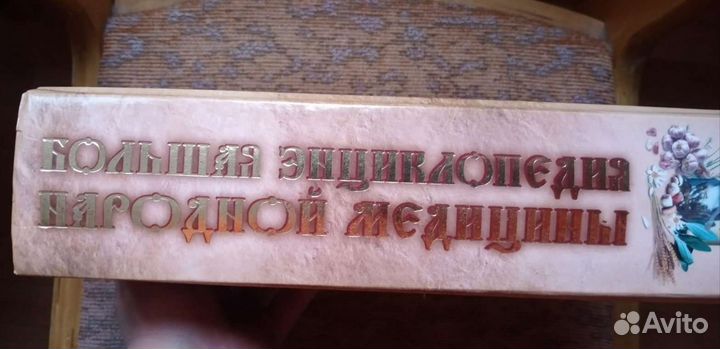 БОЛЬШАЯ ЭНЦИКЛОПЕДИЯ
НАРОДНОЙ МЕДИЦИНЫ
Avito